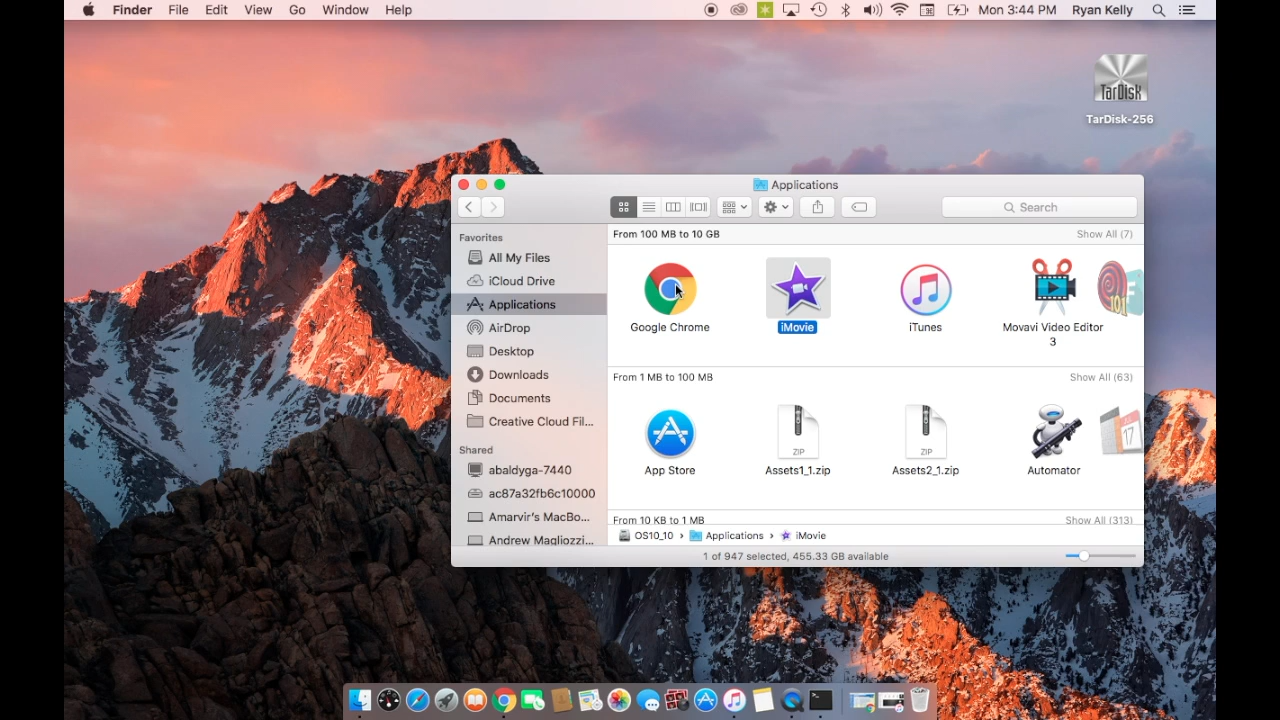 Finder File Edit View Go Window Help Mon 3:44 PM Ryan Kelly
TarDisk
TarDisk-256
Applications
Search
Favorites
All My Files
iCloud Drive
Applications
AirDrop
Desktop
Downloads
Documents
Creative Cloud Fil...
Shared
abaldyga-7440
ac87a32fb6c10000
Amarvir's MacBo...
Andrew Magliozzi...
From 100 MB to 10 GB Show All (7)
Google Chrome
iMovie
iTunes
Movavi Video Editor
3
101
From 1 MB to 100 MB Show All (63)
ZIP
ZIP
17
App Store
Assets1_1.zip
Assets2_1.zip
Automator
From 10 KB to 1 MB Show All (313)
OS10_10 › Applications › iMovie
1 of 947 selected, 455.33 GB available